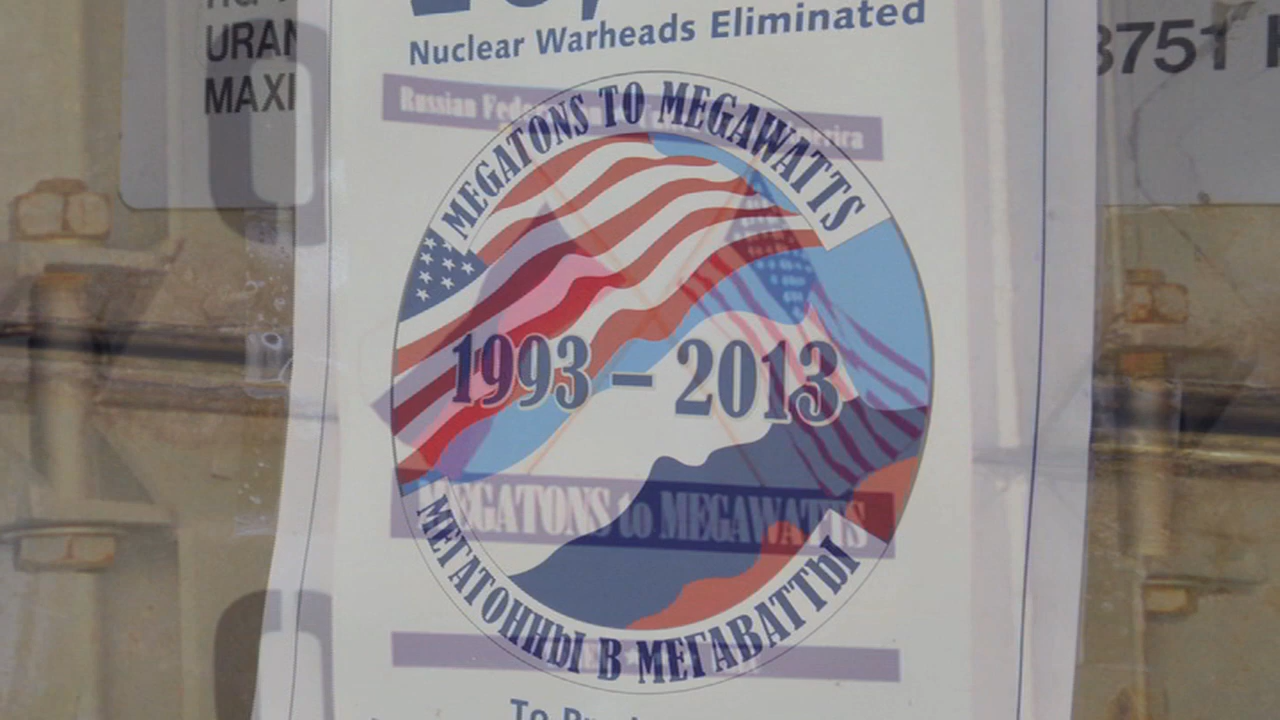 URAN
MAXI
3751
Nuclear Warheads Eliminated
Russian Federation
America
MEGATONS TO MEGAWATTS
1993 – 2013
MEGATONS to MEGAWATTS
МЕГАТОННЫ В МЕГАВАТТЫ
To